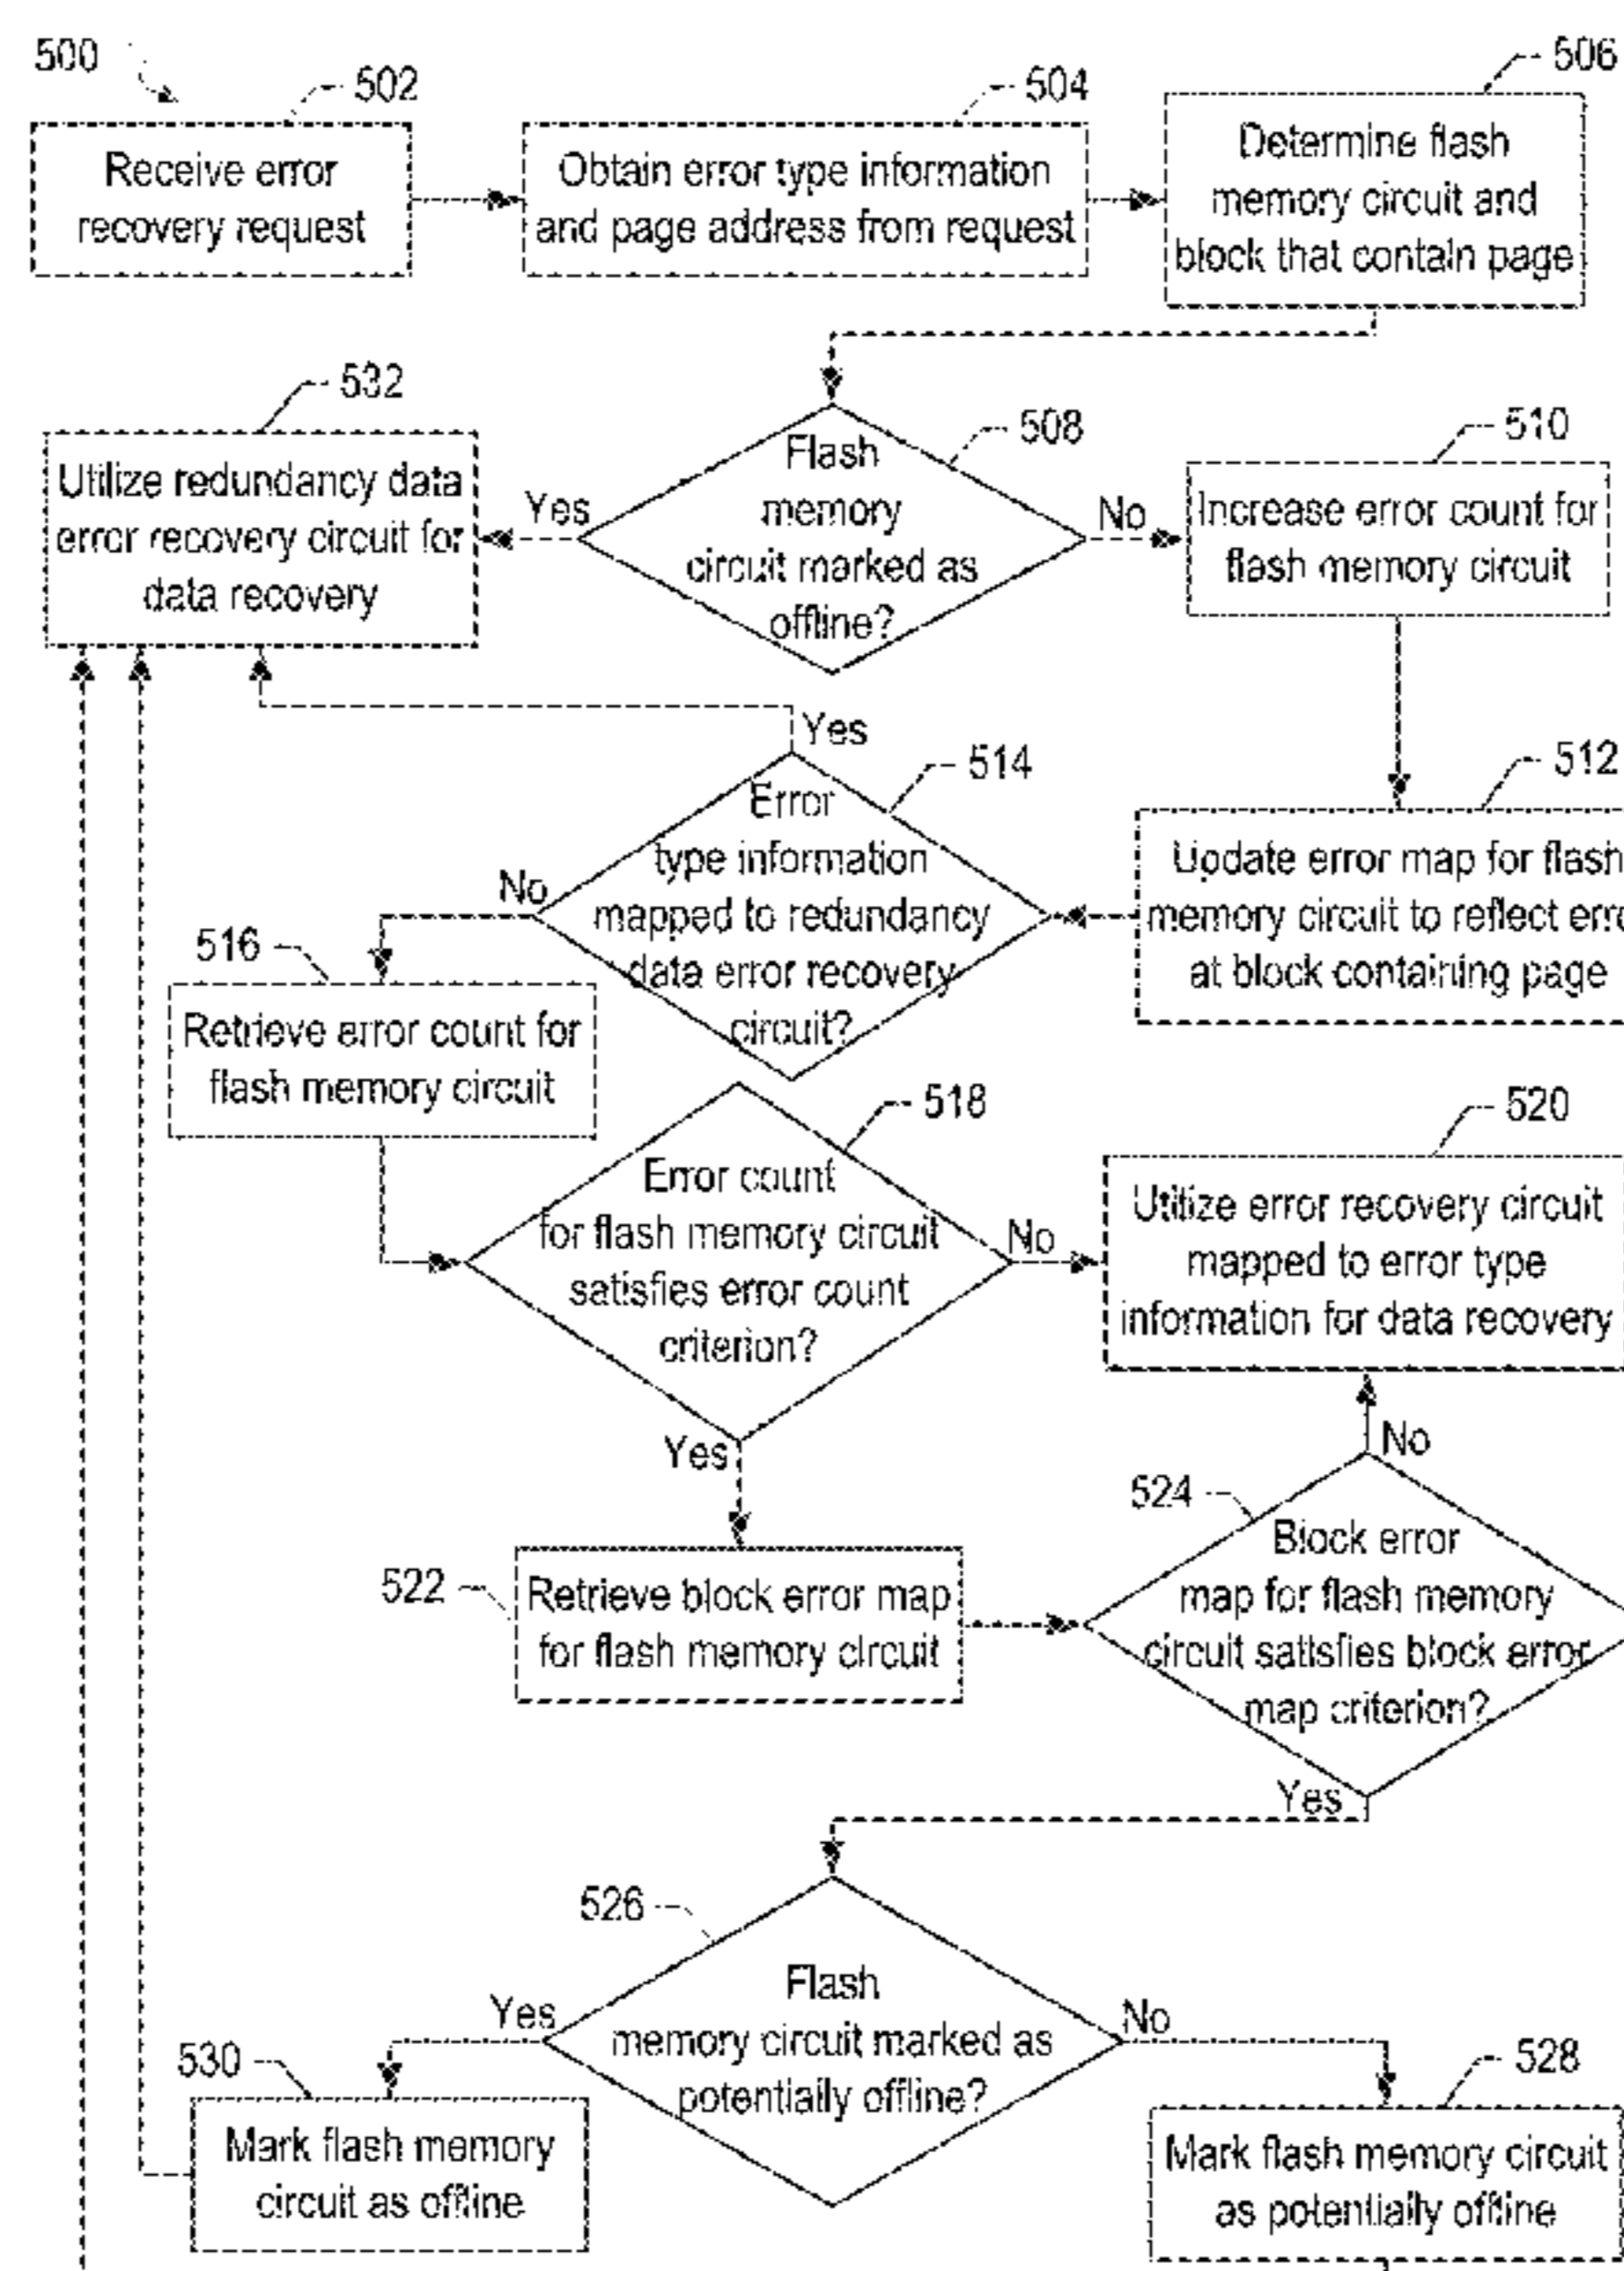 500
502
Receive error
recovery request
504
Obtain error type information
and page address from request
506
Determine flash
memory circuit and
block that contain page
532
Utilize redundancy data
error recovery circuit for
data recovery
Yes
508
Flash
memory
circuit marked as
offline?
No
510
Increase error count for
flash memory circuit
Yes
514
Error
type information
mapped to redundancy
data error recovery
circuit?
No
512
Update error map for flash
memory circuit to reflect
at block containing page
516
Retrieve error count for
flash memory circuit
518
Error count
for flash memory circuit
satisfies error count
criterion?
No
520
Utilize error recovery circuit
mapped to error type
information for data recovery
Yes
No
522
Retrieve block error map
for flash memory circuit
524
Block error
map for flash memory
circuit satisfies block error
map criterion?
Yes
526
Flash
memory circuit marked as
potentially offline?
Yes
No
530
Mark flash memory
circuit as offline
528
Mark flash memory circuit
as potentially offline